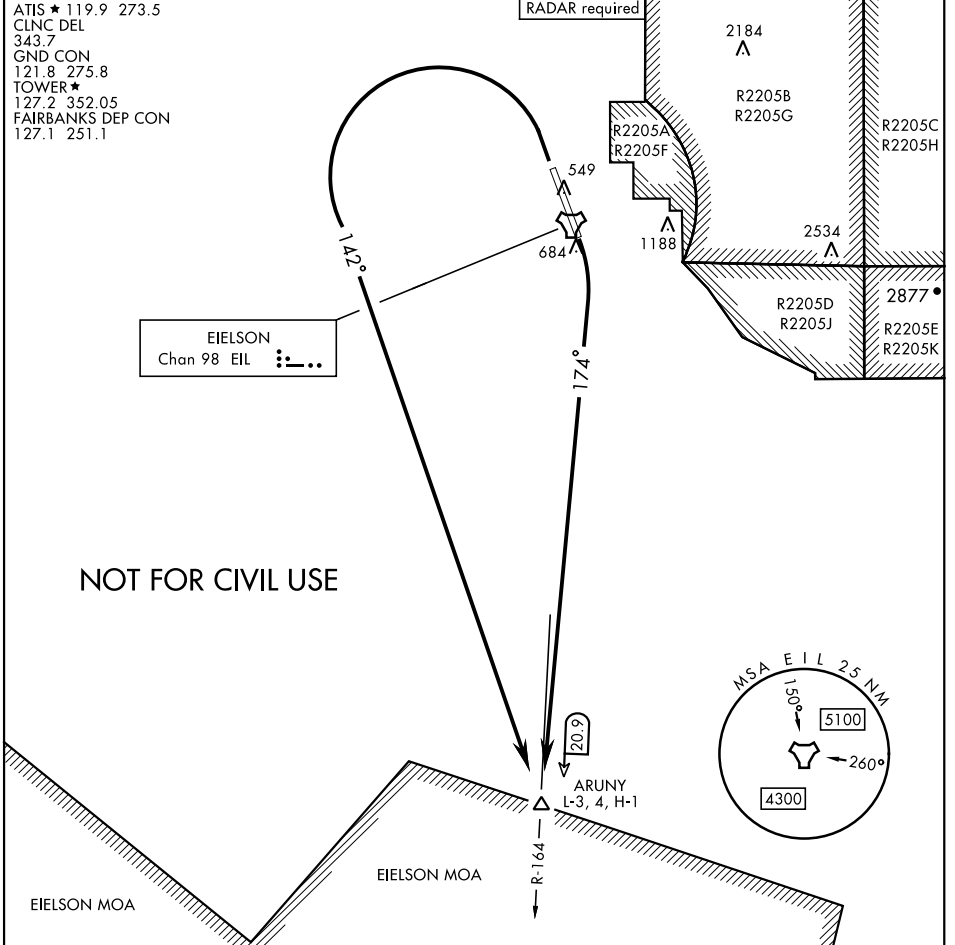 ATIS ★ 119.9 273.5
CLNC DEL
343.7
GND CON
121.8 275.8
TOWER ★
127.2 352.05
FAIRBANKS DEP CON
127.1 251.1
RADAR required
2184
R2205B
R2205G
R2205A
R2205F
R2205C
R2205H
549
684
1188
2534
142°
R2205D
R2205J
2877
R2205E
R2205K
EIELSON
Chan 98 EIL
174°
NOT FOR CIVIL USE
MSA EIL 25 NM
150°
5100
260°
4300
20.9
ARUNY
L-3, 4, H-1
R-164
EIELSON MOA
EIELSON MOA